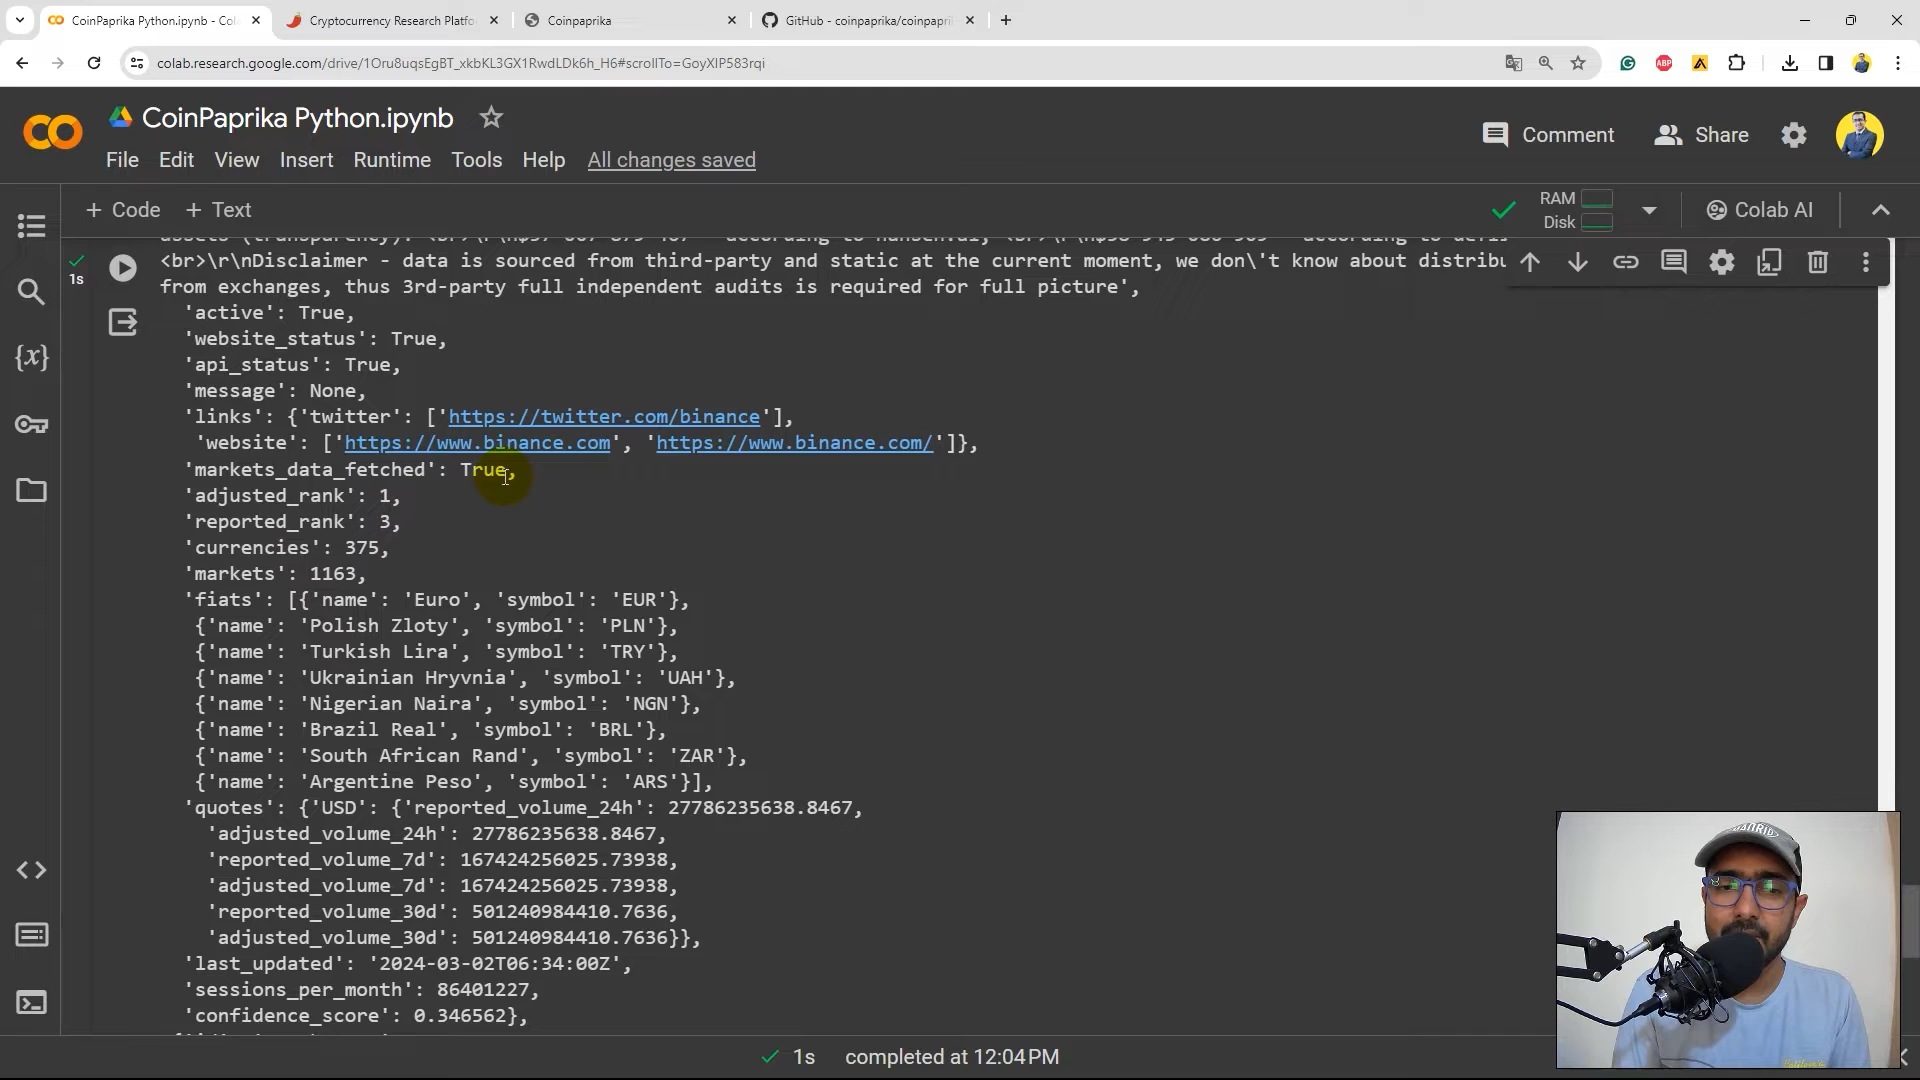 CoinPaprika Python.ipynb - Col
Cryptocurrency Research Platfo
Coinpaprika
GitHub - coinpaprika/coinpapri
colab.research.google.com/drive/1Oru8uqsEgBT_xkbKL3GX1RwdLDk6h_H6#scrollTo=GoyXIP583rqi
CoinPaprika Python.ipynb
Comment
Share
File Edit View Insert Runtime Tools Help All changes saved
+ Code + Text
RAM
Disk
Colab AI
<br>\r\nDisclaimer - data is sourced from third-party and static at the current moment, we don\'t know about distribu
from exchanges, thus 3rd-party full independent audits is required for full picture',
1s
'active': True,
'website_status': True,
'api_status': True,
'message': None,
'links': {'twitter': ['https://twitter.com/binance'],
'website': ['https://www.binance.com', 'https://www.binance.com/']},
'markets_data_fetched': True,
'adjusted_rank': 1,
'reported_rank': 3,
'currencies': 375,
'markets': 1163,
'fiats': [{'name': 'Euro', 'symbol': 'EUR'},
{'name': 'Polish Zloty', 'symbol': 'PLN'},
{'name': 'Turkish Lira', 'symbol': 'TRY'},
{'name': 'Ukrainian Hryvnia', 'symbol': 'UAH'},
{'name': 'Nigerian Naira', 'symbol': 'NGN'},
{'name': 'Brazil Real', 'symbol': 'BRL'},
{'name': 'South African Rand', 'symbol': 'ZAR'},
{'name': 'Argentine Peso', 'symbol': 'ARS'}],
'quotes': {'USD': {'reported_volume_24h': 27786235638.8467,
'adjusted_volume_24h': 27786235638.8467,
'reported_volume_7d': 167424256025.73938,
'adjusted_volume_7d': 167424256025.73938,
'reported_volume_30d': 501240984410.7636,
'adjusted_volume_30d': 501240984410.7636}},
'last_updated': '2024-03-02T06:34:00Z',
'sessions_per_month': 86401227,
'confidence_score': 0.346562},
1s completed at 12:04 PM